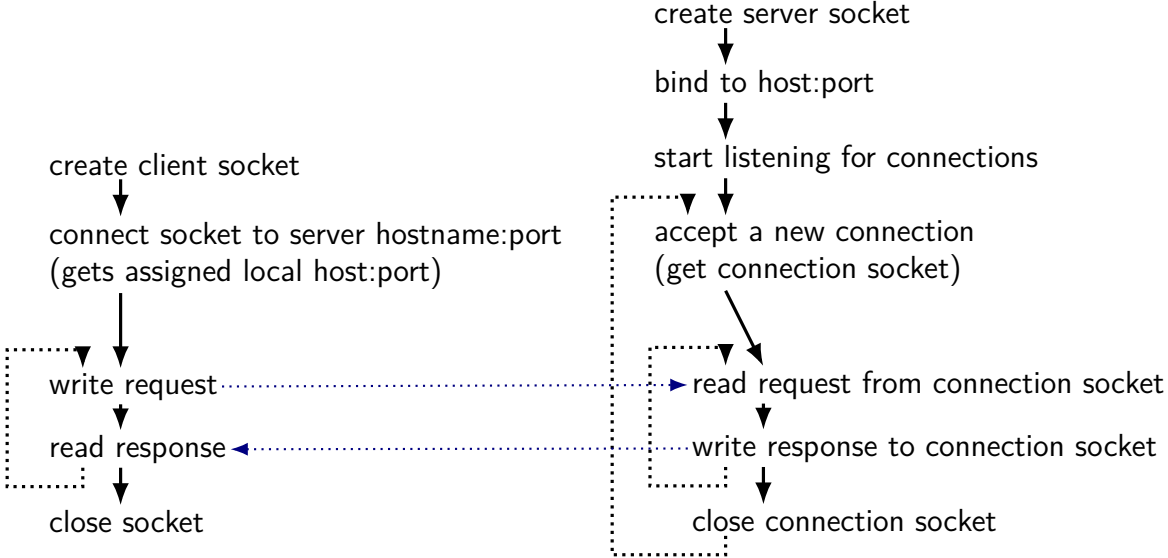 create client socket
connect socket to server hostname:port
(gets assigned local host:port)
write request
read response
close socket
create server socket
bind to host:port
start listening for connections
accept a new connection
(get connection socket)
read request from connection socket
write response to connection socket
close connection socket